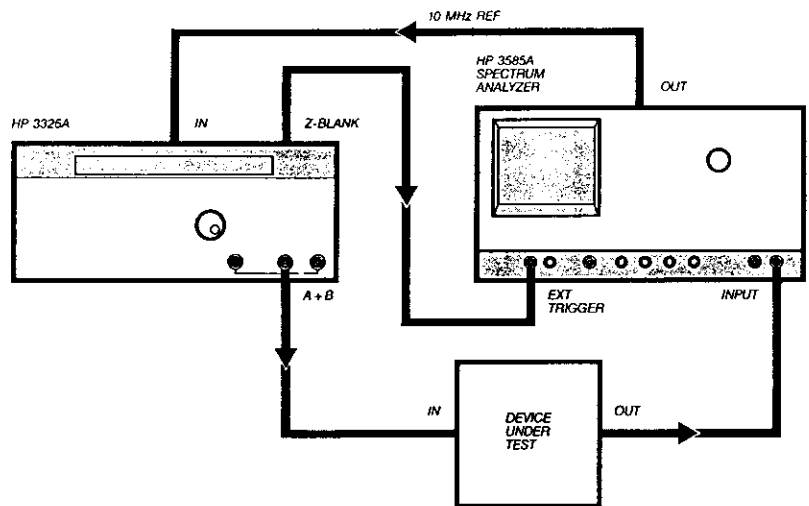 10 MHz REF
HP 3585A
SPECTRUM
ANALYZER
OUT
HP 3326A
IN
Z-BLANK
A + B
EXT
TRIGGER
INPUT
IN
DEVICE
UNDER
TEST
OUT